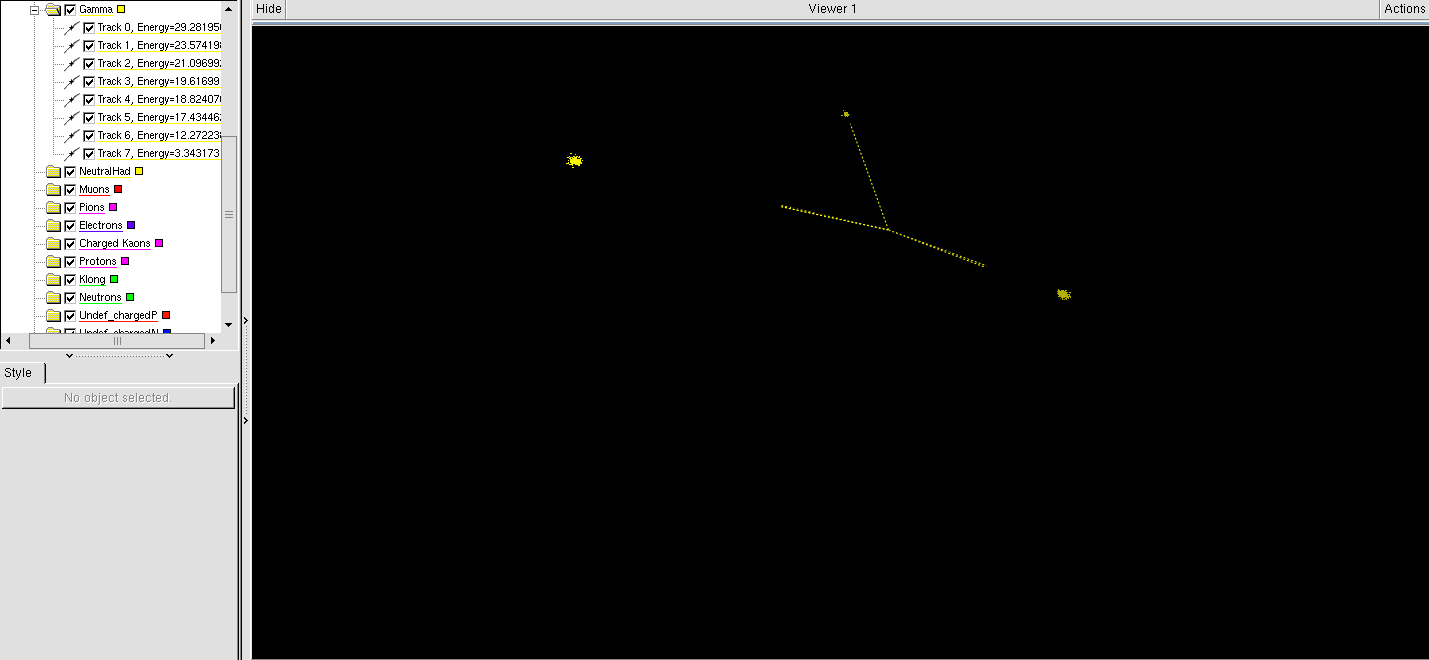 Hide Viewer 1 Actions
Gamma
Track 0, Energy=29.28195
Track 1, Energy=23.57419
Track 2, Energy=21.09699
Track 3, Energy=19.61699
Track 4, Energy=18.82407
Track 5, Energy=17.43446
Track 6, Energy=12.27223
Track 7, Energy=3.343173
NeutralHad
Muons
Pions
Electrons
Charged Kaons
Protons
Klong
Neutrons
Undef_chargedP
Undef_chargedN
Style
No object selected.